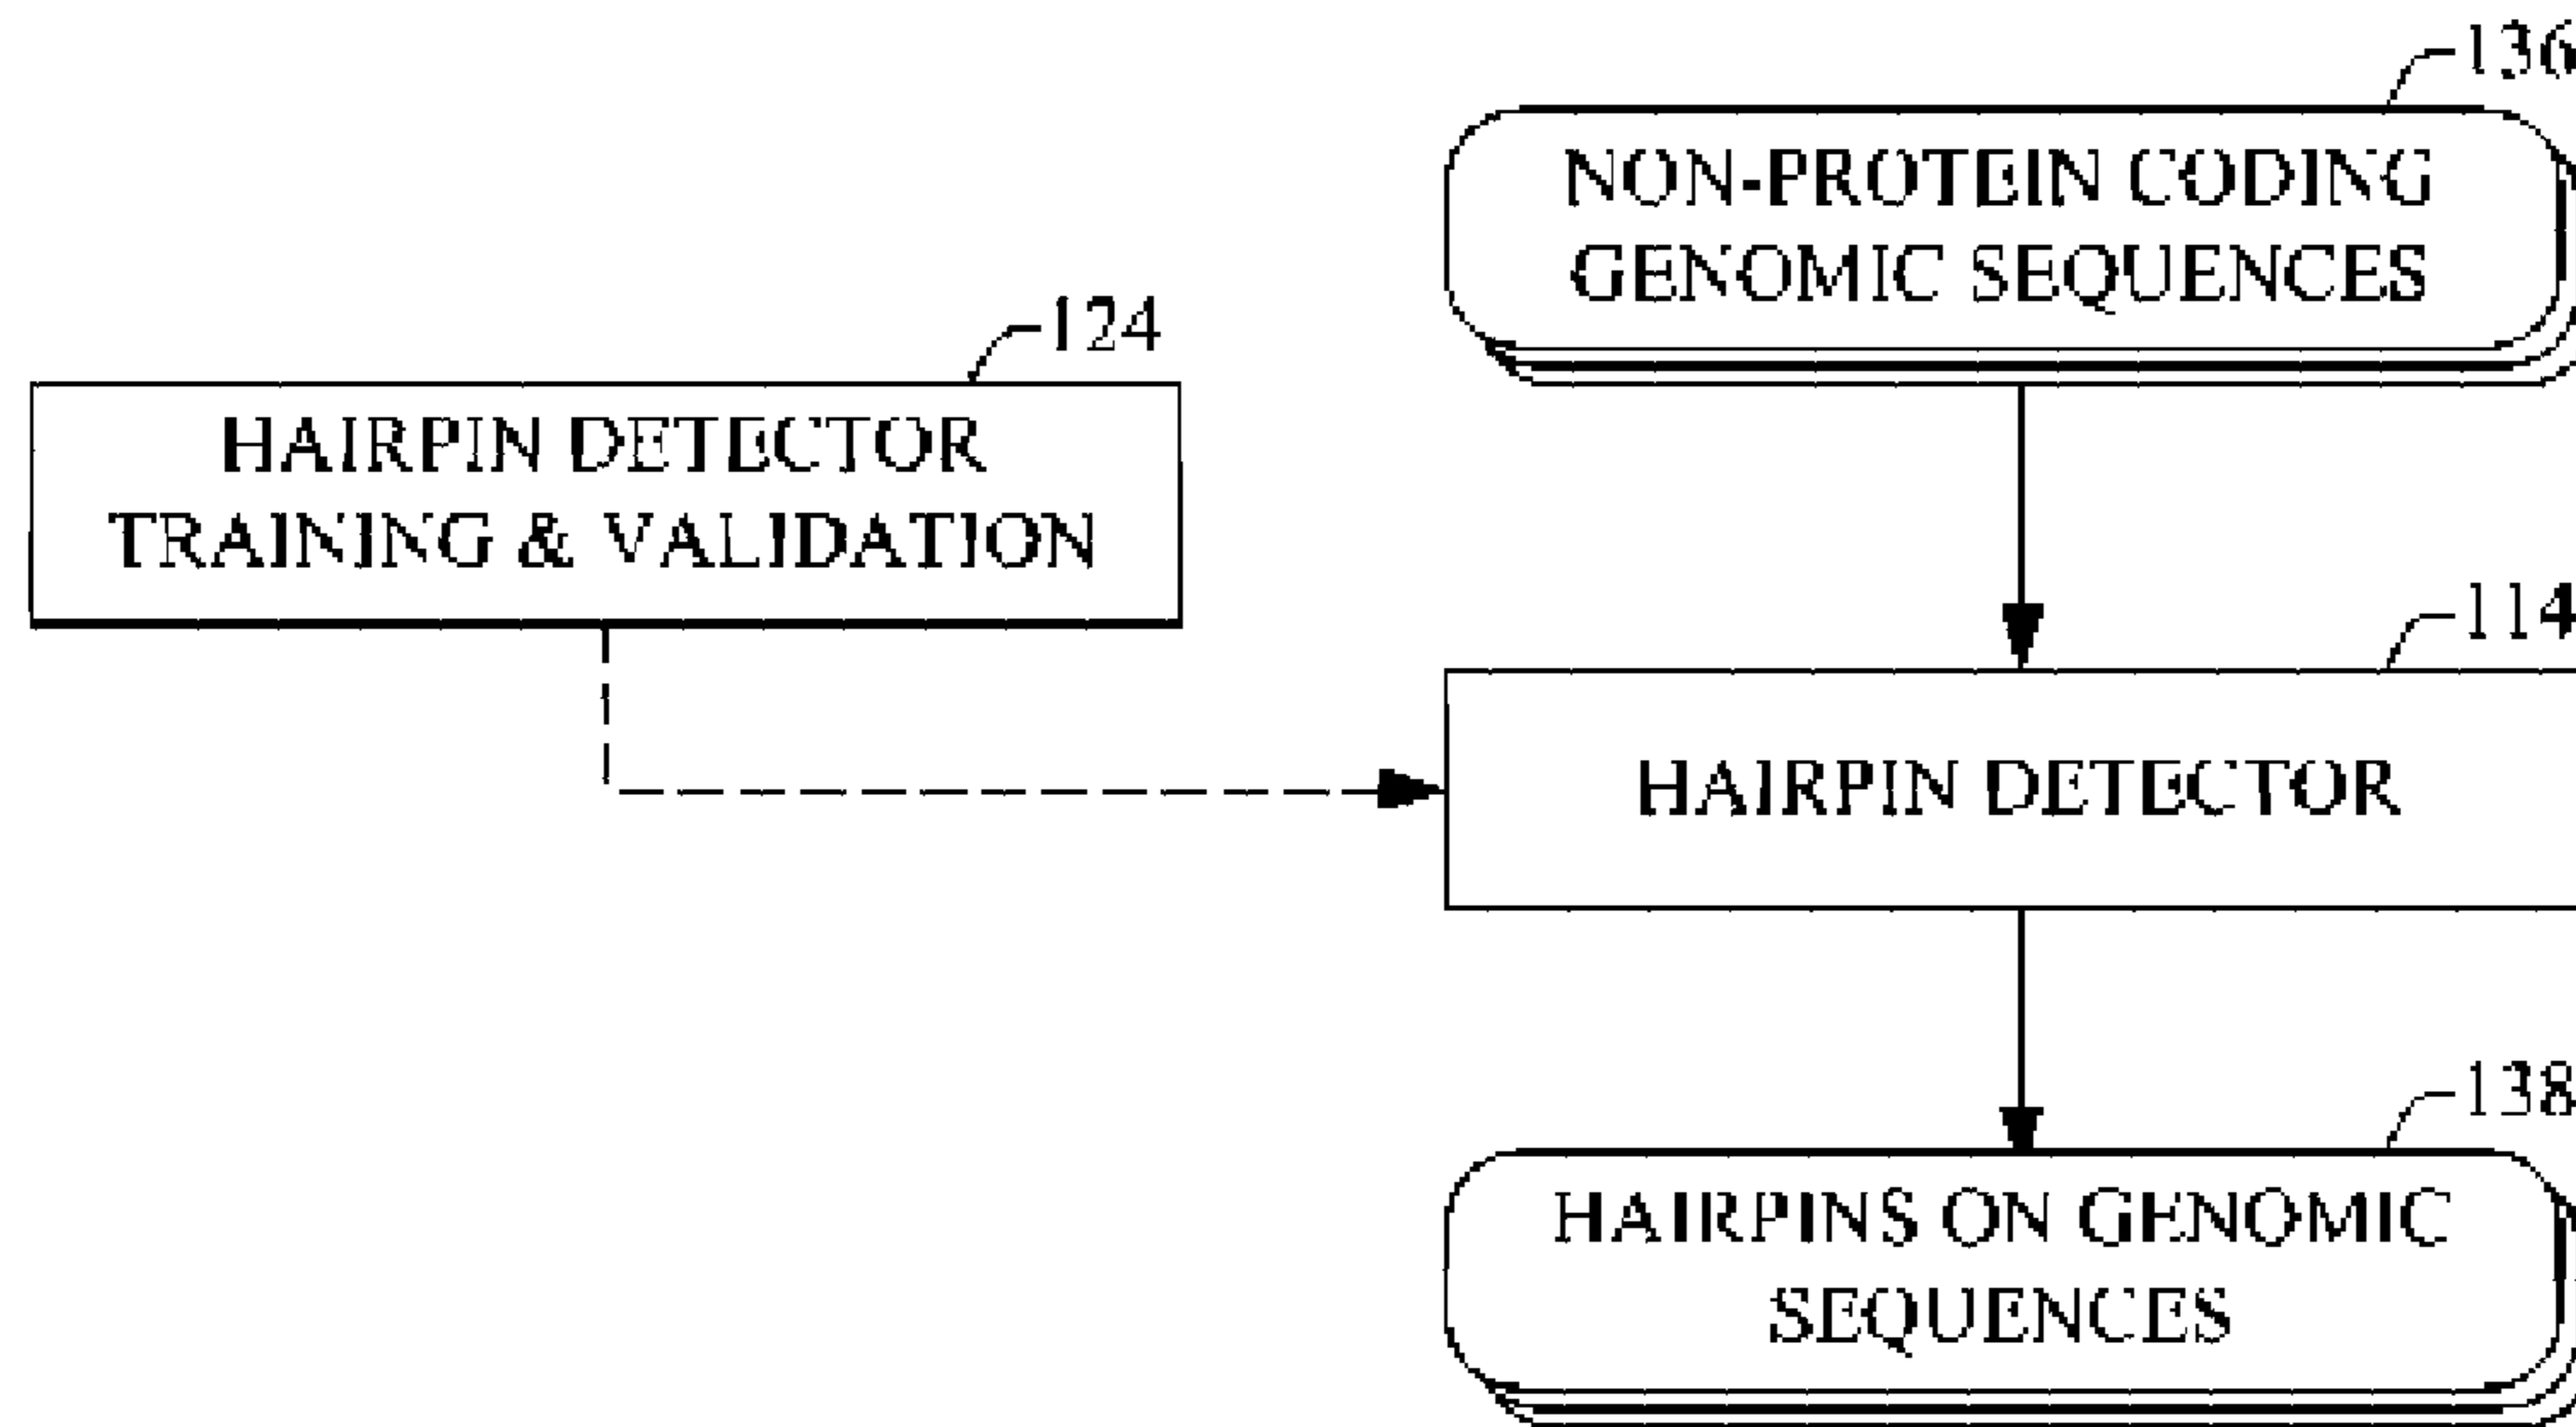 136
NON-PROTEIN CODING
GENOMIC SEQUENCES
124
HAIRPIN DETECTOR
TRAINING & VALIDATION
114
HAIRPIN DETECTOR
138
HAIRPINS ON GENOMIC
SEQUENCES